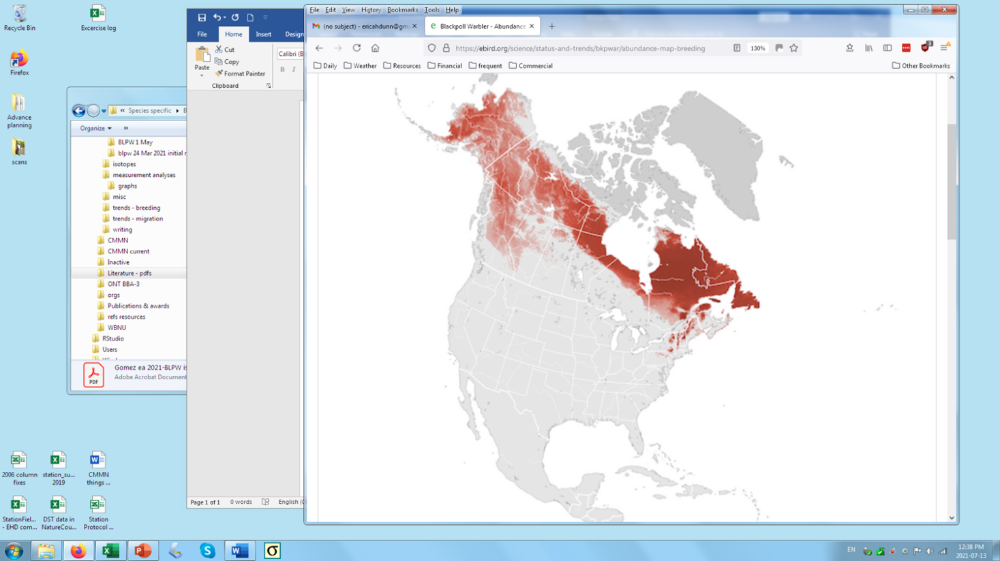 Recycle Bin
Excercise log
Firefox
Advance
planning
scans
2006 column
fixes
station_su...
2019
CMMN
things ...
StationFiel...
- EHD com...
DST data in
NatureCou...
Station
Protocol ...
« Species specific
Organize
»
BLPW 1 May
blpw 24 Mar 2021 initial r
isotopes
measurement analyses
graphs
misc
trends - breeding
trends - migration
writing
CMMN
CMMN current
Inactive
Literature - pdfs
ONT BBA-3
orgs
Publications & awards
refs resources
WBNU
RStudio
Users
PDF
Gomez ea 2021-BLPW is
Adobe Acrobat Document
File Home Insert Design
Paste
Cut
Copy
Format Painter
Clipboard
Calibri (B
B I
Page 1 of 1 0 words English (
File Edit View History Bookmarks Tools Help
(no subject) - ericahdunn@gm
Blackpoll Warbler - Abundance
https://ebird.org/science/status-and-trends/bkpwar/abundance-map-breeding
130%
Daily Weather Resources Financial frequent Commercial
Other Bookmarks
EN
12:38 PM
2021-07-13